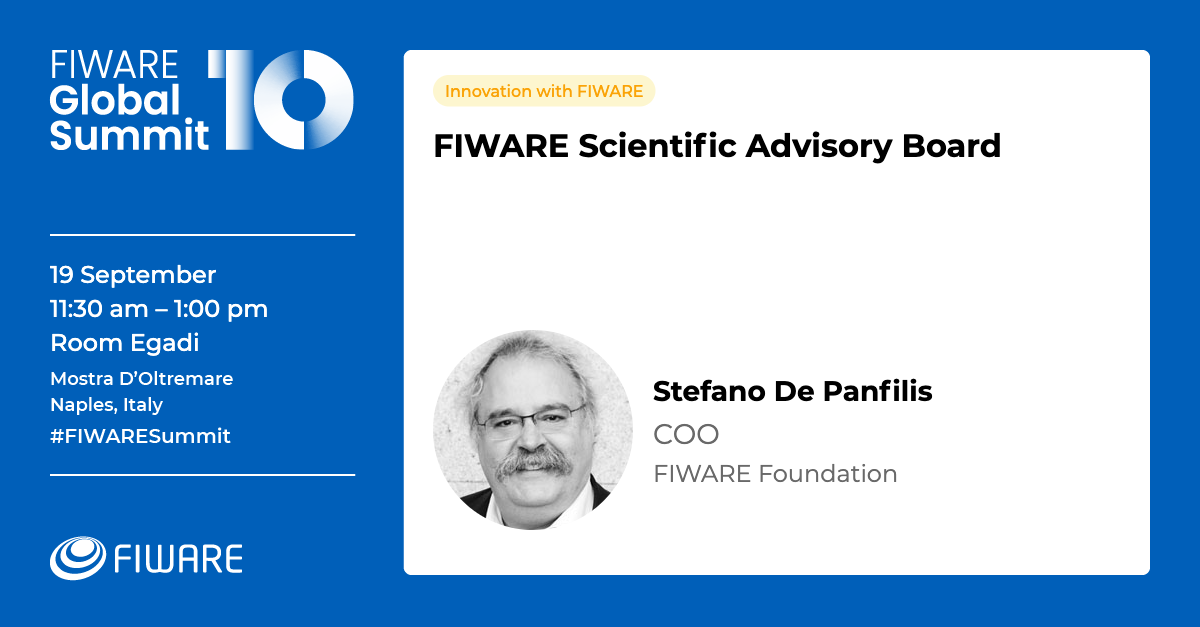 FIWARE
Global
Summit
10
19 September
11:30 am – 1:00 pm
Room Egadi
Mostra D’Oltremare
Naples, Italy
#FIWARESummit
FIWARE
Innovation with FIWARE
FIWARE Scientific Advisory Board
Stefano De Panfilis
COO
FIWARE Foundation